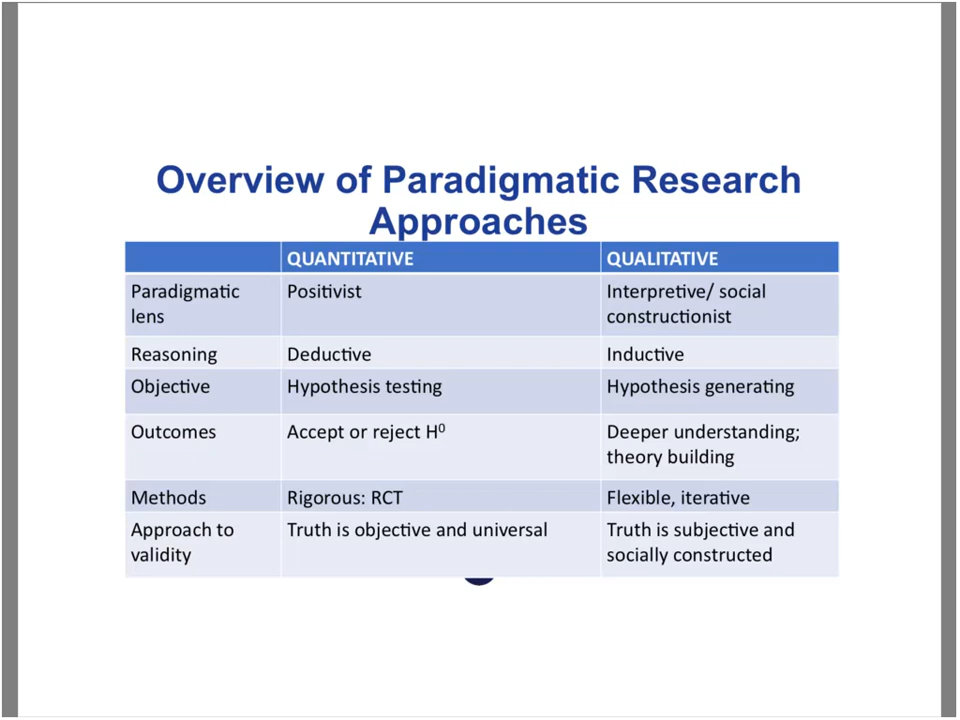 Overview of Paradigmatic Research
Approaches
QUANTITATIVE QUALITATIVE
Paradigmatic lens Positivist Interpretive/ social constructionist
Reasoning Deductive Inductive
Objective Hypothesis testing Hypothesis generating
Outcomes Accept or reject H⁰ Deeper understanding; theory building
Methods Rigorous: RCT Flexible, iterative
Approach to validity Truth is objective and universal Truth is subjective and socially constructed